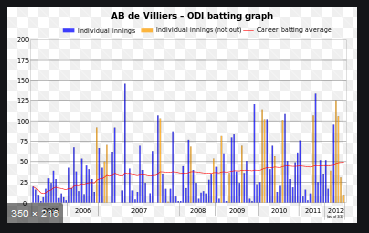 AB de Villiers - ODI batting graph
Individual innings Individual innings (not out) Career batting average
200
175
150
125
100
75
50
25
0
2006 2007 2008 2009 2010 2011 2012
350 × 216